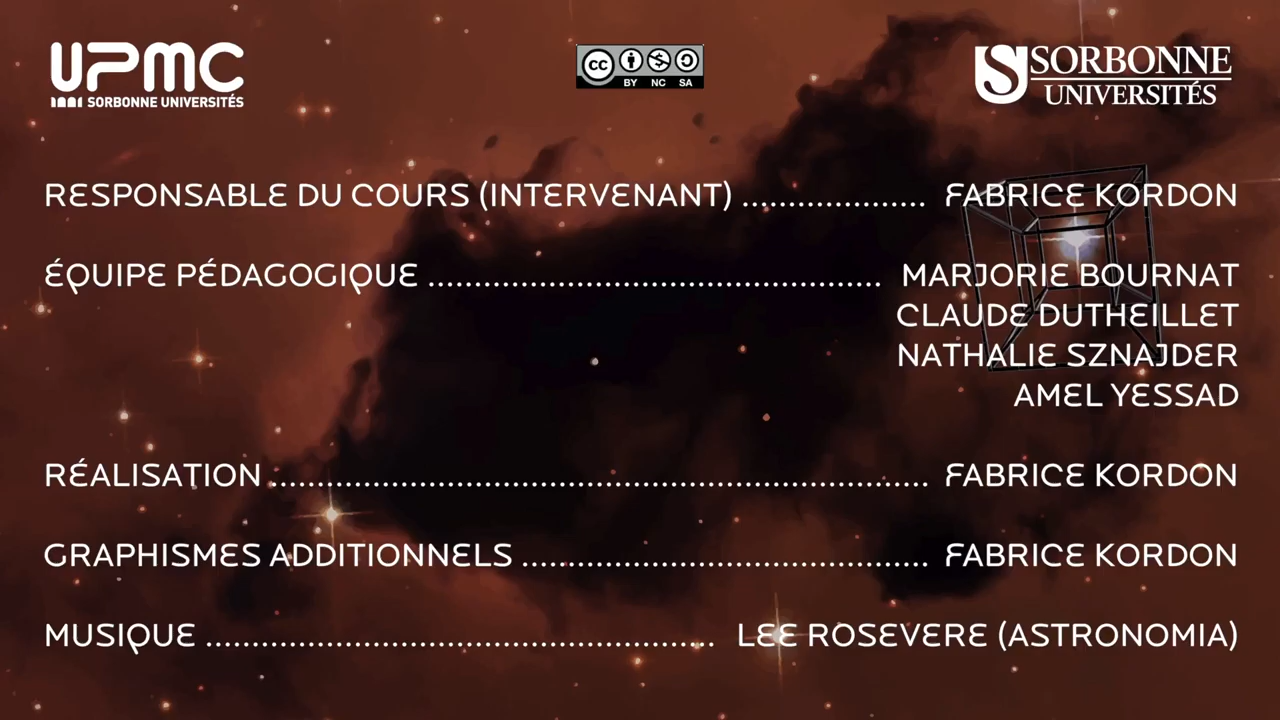 UPMC
SORBONNE UNIVERSITÉS
CC BY NC SA
SORBONNE
UNIVERSITÉS
RESPONSABLE DU COURS (INTERVENANT) .................... FABRICE KORDON
ÉQUIPE PÉDAGOGIQUE ................................................. MARJORIE BOURNAT
CLAUDE DUTHEILLET
NATHALIE SZNAJDER
AMEL YESSAD
RÉALISATION ....................................................................... FABRICE KORDON
GRAPHISMES ADDITIONNELS ............................................ FABRICE KORDON
MUSIQUE ....................................................... LEE ROSEVERE (ASTRONOMIA)